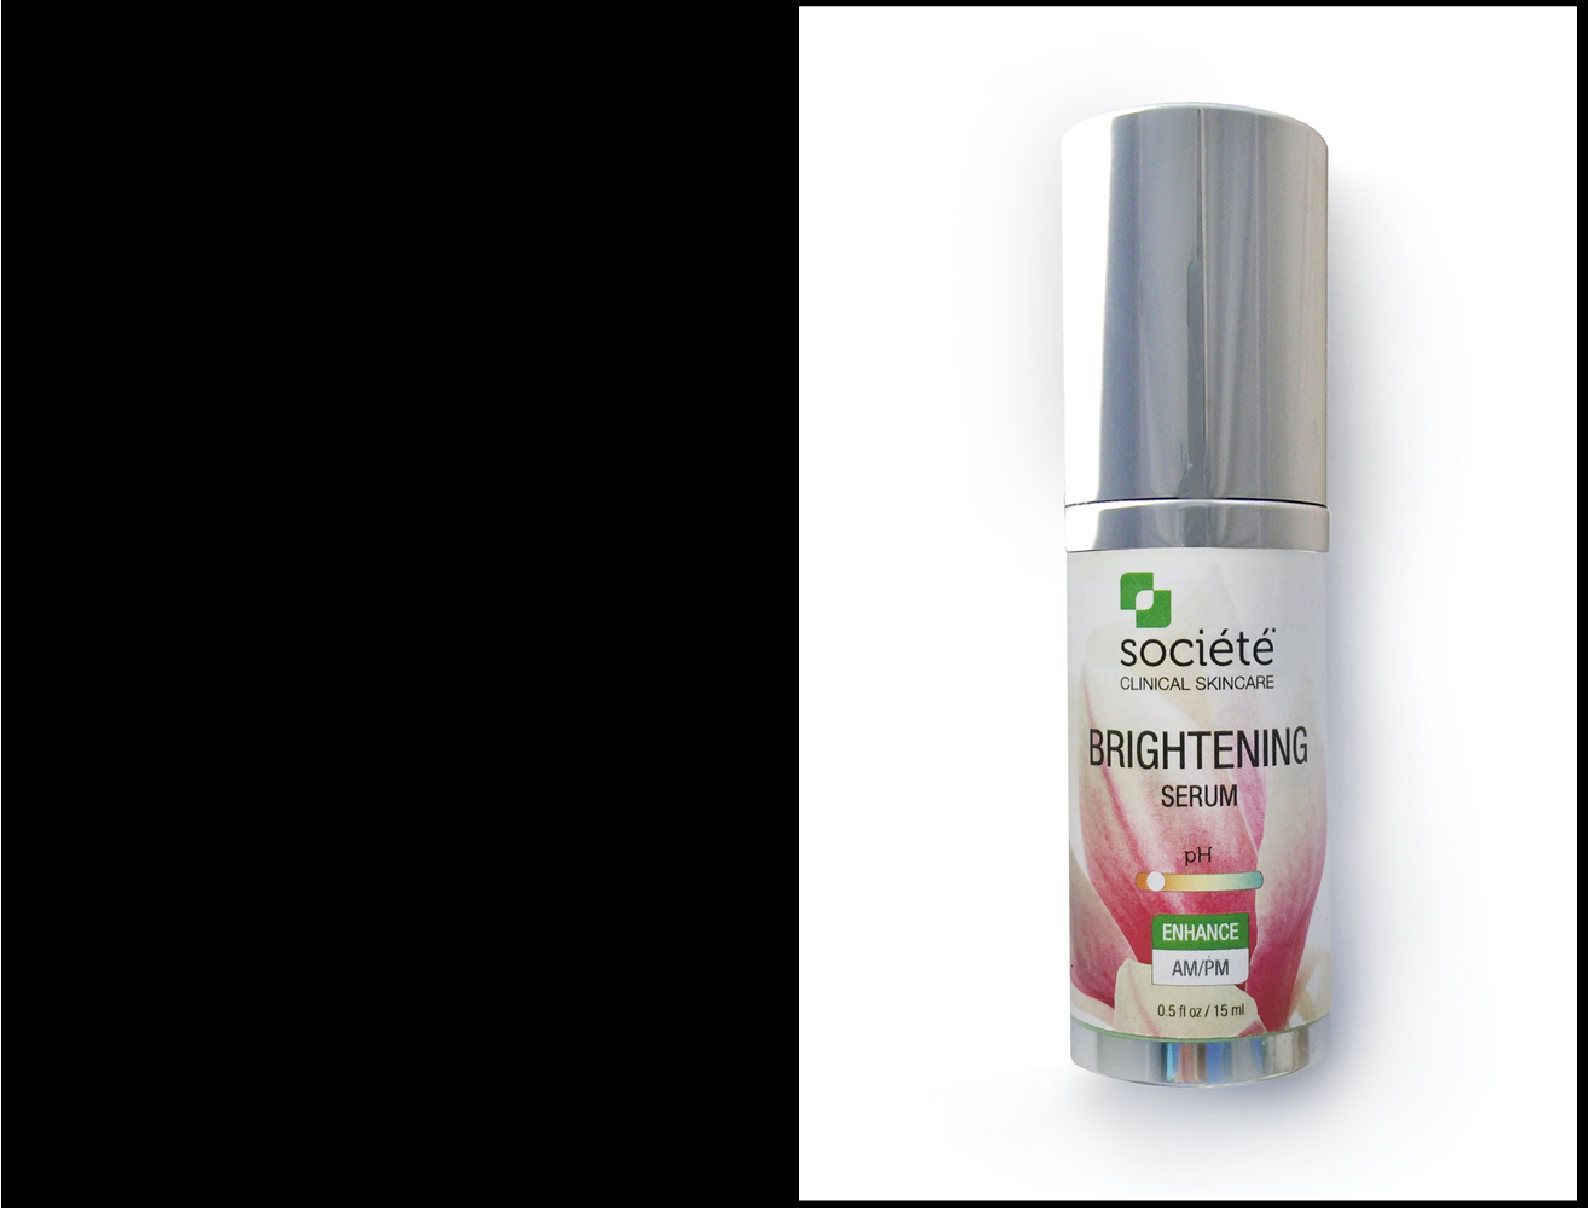 société
CLINICAL SKINCARE
BRIGHTENING
SERUM
pH
ENHANCE
AM/PM
0.5 fl oz / 15 ml